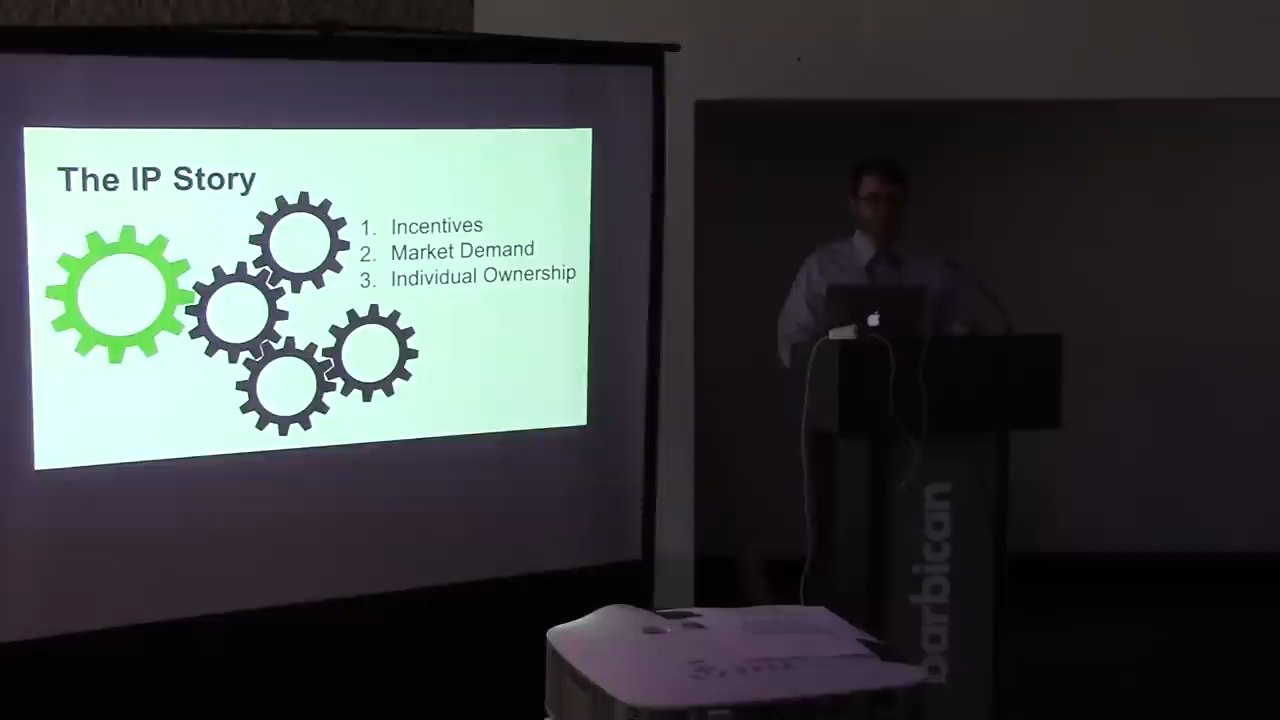 The IP Story
1. Incentives
2. Market Demand
3. Individual Ownership
barbican